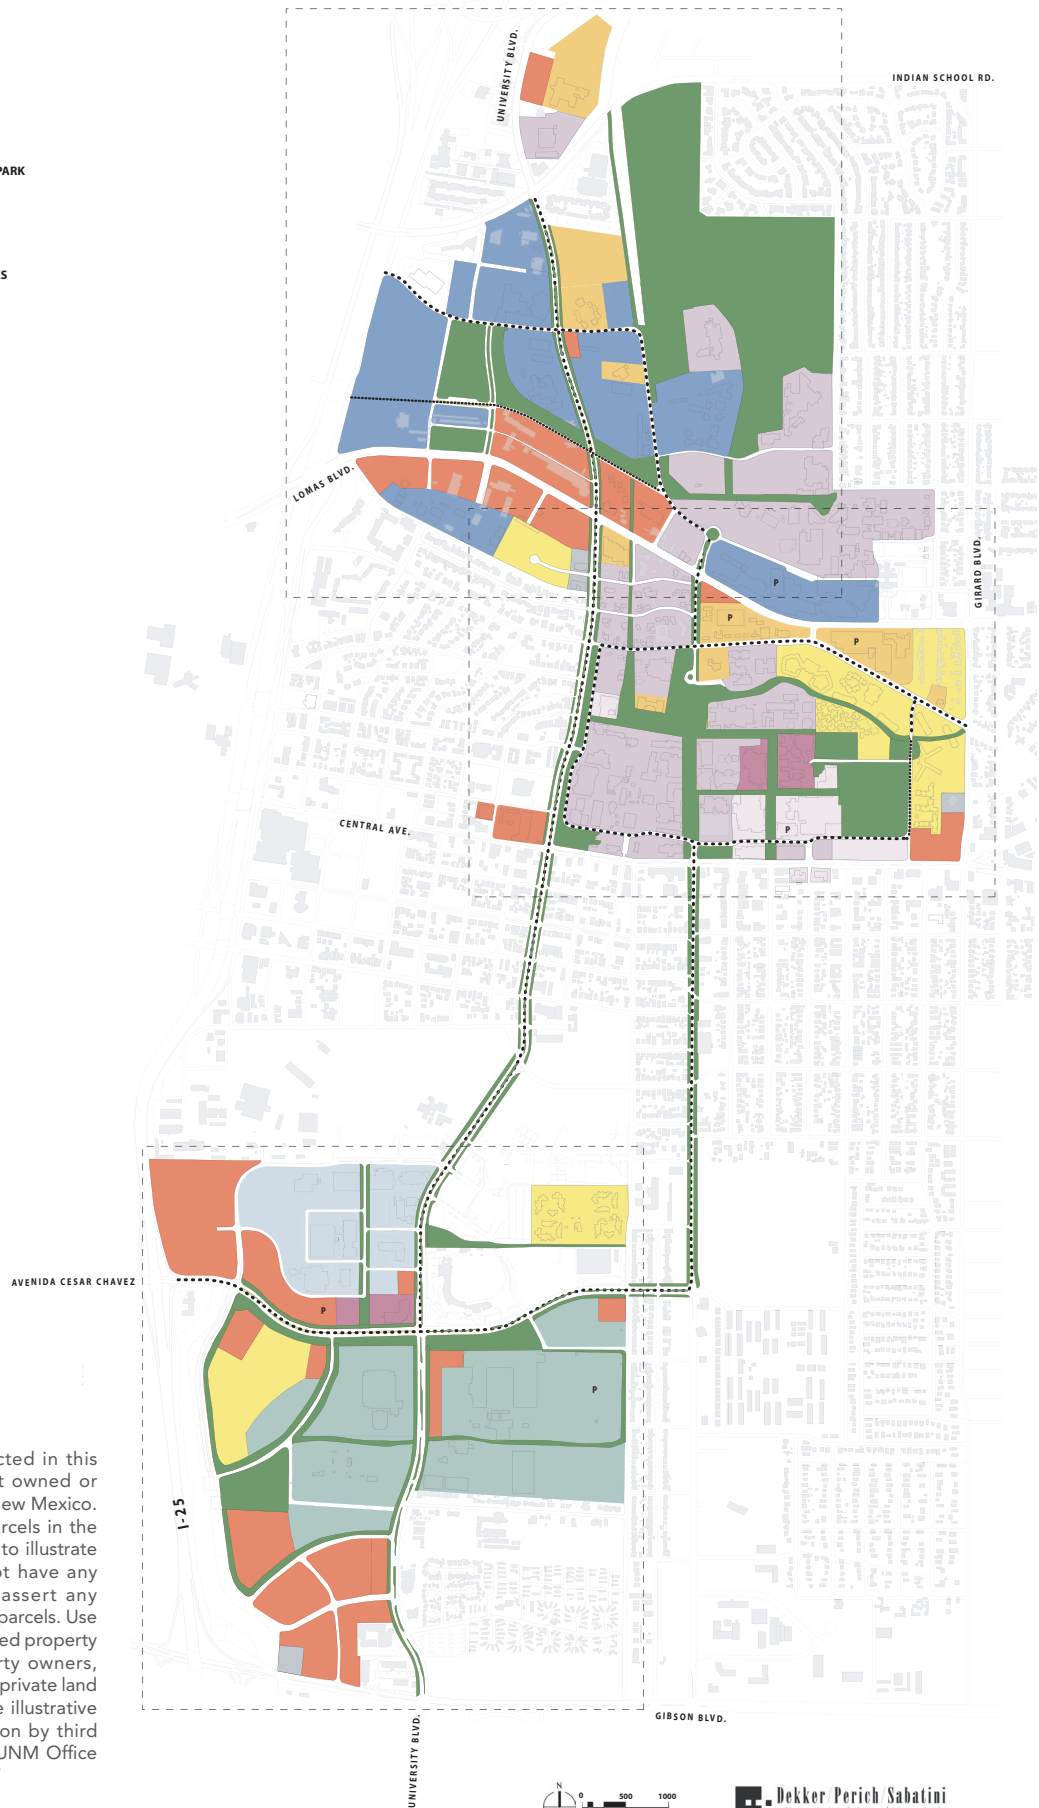 UNIVERSITY BLVD.
INDIAN SCHOOL RD.
PARK
LOMAS BLVD.
GIRARD BLVD.
P
P
P
CENTRAL AVE.
P
AVENIDA CESAR CHAVEZ
P
P
cted in this
t owned or
ew Mexico.
rcels in the
to illustrate
ot have any
assert any
parcels. Use
ed property
rty owners,
private land
e illustrative
on by third
UNM Office
I-25
GIBSON BLVD.
UNIVERSITY BLVD.
N
0 500 1000
Dekker/Perich/Sabatini